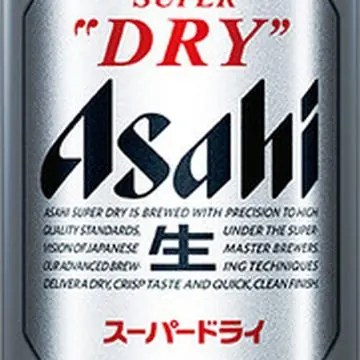 SUPER
"DRY"
Asahi
ASAHI SUPER DRY IS BREWED WITH PRECISION TO HIGH
QUALITY STANDARDS, UNDER THE SUPER-
VISION OF JAPANESE MASTER BREWERS.
生
OUR ADVANCED BREW- ING TECHNIQUES
DELIVER A DRY, CRISP TASTE AND QUICK, CLEAN FINISH.
スーパードライ